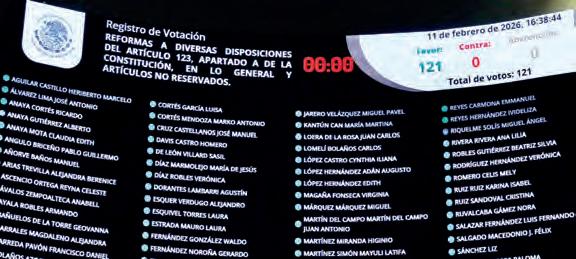 Registro de Votación
REFORMAS A DIVERSAS DISPOSICIONES
DEL ARTÍCULO 123, APARTADO A DE LA
CONSTITUCIÓN, EN LO GENERAL Y
ARTÍCULOS NO RESERVADOS.
00:00
11 de febrero de 2026, 16:38:44
Favor: Contra:
121 0 0
Total de votos: 121
AGUILAR CASTILLO HERIBERTO MARCELO
ÁLVAREZ LIMA JOSÉ ANTONIO
ANAYA CORTÉS RICARDO
ANAYA GUTIÉRREZ ALBERTO
ANAYA MOTA CLAUDIA EDITH
ANGULO BRICEÑO PABLO GUILLERMO
AÑORVE BAÑOS MANUEL
ARIAS TREVILLA ALEJANDRA BERENICE
ASCENCIO ORTEGA REYNA CELESTE
ÁVALOS ZEMPOALTECA ANABELL
AYALA ROBLES ARMANDO
BAÑUELOS DE LA TORRE GEOVANNA
BARRALES MAGDALENO ALEJANDRA
BARREDA PAVÓN FRANCISCO DANIEL
CORTÉS GARCÍA LUISA
CORTÉS MENDOZA MARKO ANTONIO
CRUZ CASTELLANOS JOSÉ MANUEL
DAVIS CASTRO HOMERO
DE LEÓN VILLARD SASIL
DÍAZ MARMOLEJO MARÍA DE JESÚS
DÍAZ ROBLES VERÓNICA
DORANTES LAMBARRI AGUSTÍN
ESQUER VERDUGO ALEJANDRO
ESQUIVEL TORRES LAURA
ESTRADA MAURO LAURA
FERNÁNDEZ GONZÁLEZ WALDO
FERNÁNDEZ NOROÑA GERARDO
JARERO VELÁZQUEZ MIGUEL PAVEL
KANTÚN CAN MARÍA MARTINA
LOERA DE LA ROSA JUAN CARLOS
LOMELÍ BOLAÑOS CARLOS
LÓPEZ CASTRO CYNTHIA ILIANA
LÓPEZ HERNÁNDEZ ADÁN AUGUSTO
LÓPEZ HERNÁNDEZ EDITH
MAGAÑA FONSECA VIRGINIA
MÁRQUEZ MÁRQUEZ MIGUEL
MARTÍN DEL CAMPO MARTÍN DEL CAMPO
JUAN ANTONIO
MARTÍNEZ MIRANDA HIGINIO
MARTÍNEZ SIMÓN MAYULI LATIFA
REYES CARMONA EMMANUEL
REYES HERNÁNDEZ IVIDELIZA
RIQUELME SOLÍS MIGUEL ÁNGEL
RIVERA RIVERA ANA LILIA
ROBLES GUTIÉRREZ BEATRIZ SILVIA
RODRÍGUEZ HERNÁNDEZ VERÓNICA
ROMERO CELIS MELY
RUIZ RUIZ KARINA ISABEL
RUIZ SANDOVAL CRISTINA
RUVALCABA GÁMEZ NORA
SALAZAR FERNÁNDEZ LUIS FERNANDO
SALGADO MACEDONIO J. FÉLIX
SÁNCHEZ
PALOMA